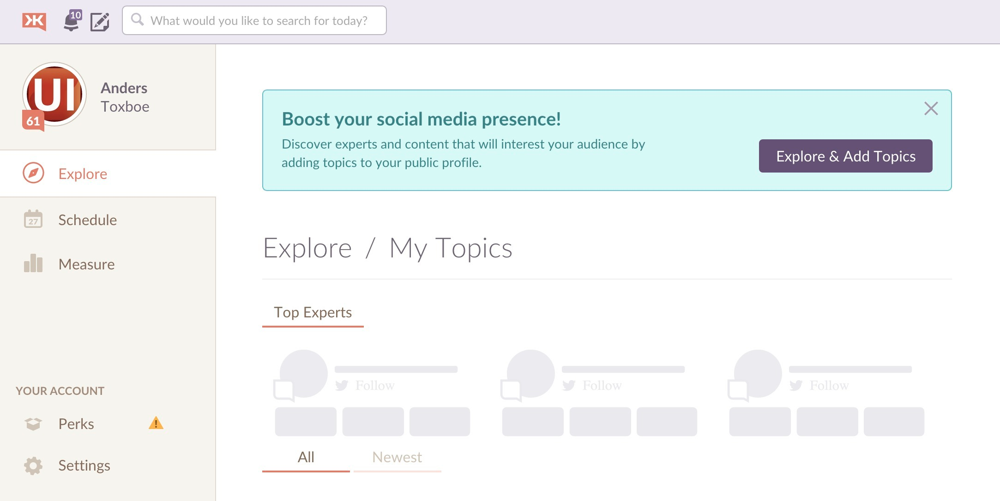 10
What would you like to search for today?
UI
61
Anders
Toxboe
Explore
27
Schedule
Measure
YOUR ACCOUNT
Perks
Settings
Boost your social media presence!
Discover experts and content that will interest your audience by
adding topics to your public profile.
Explore & Add Topics
Explore / My Topics
Top Experts
Follow
Follow
Follow
All
Newest